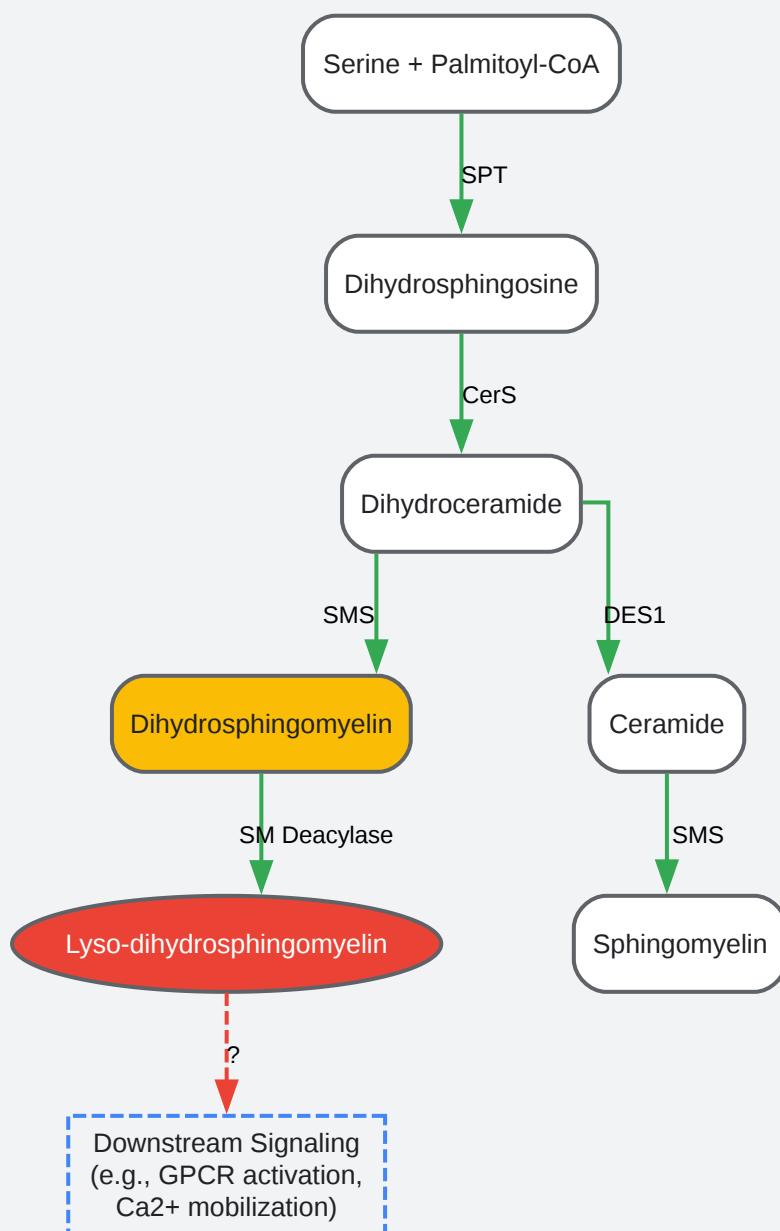 Serine + Palmitoyl-CoA
SPT
Dihydrosphingosine
CerS
Dihydroceramide
SMS
DES1
Dihydrosphingomyelin
Ceramide
SM Deacylase
SMS
Lyso-dihydrosphingomyelin
Sphingomyelin
?
Downstream Signaling
(e.g., GPCR activation,
Ca2+ mobilization)